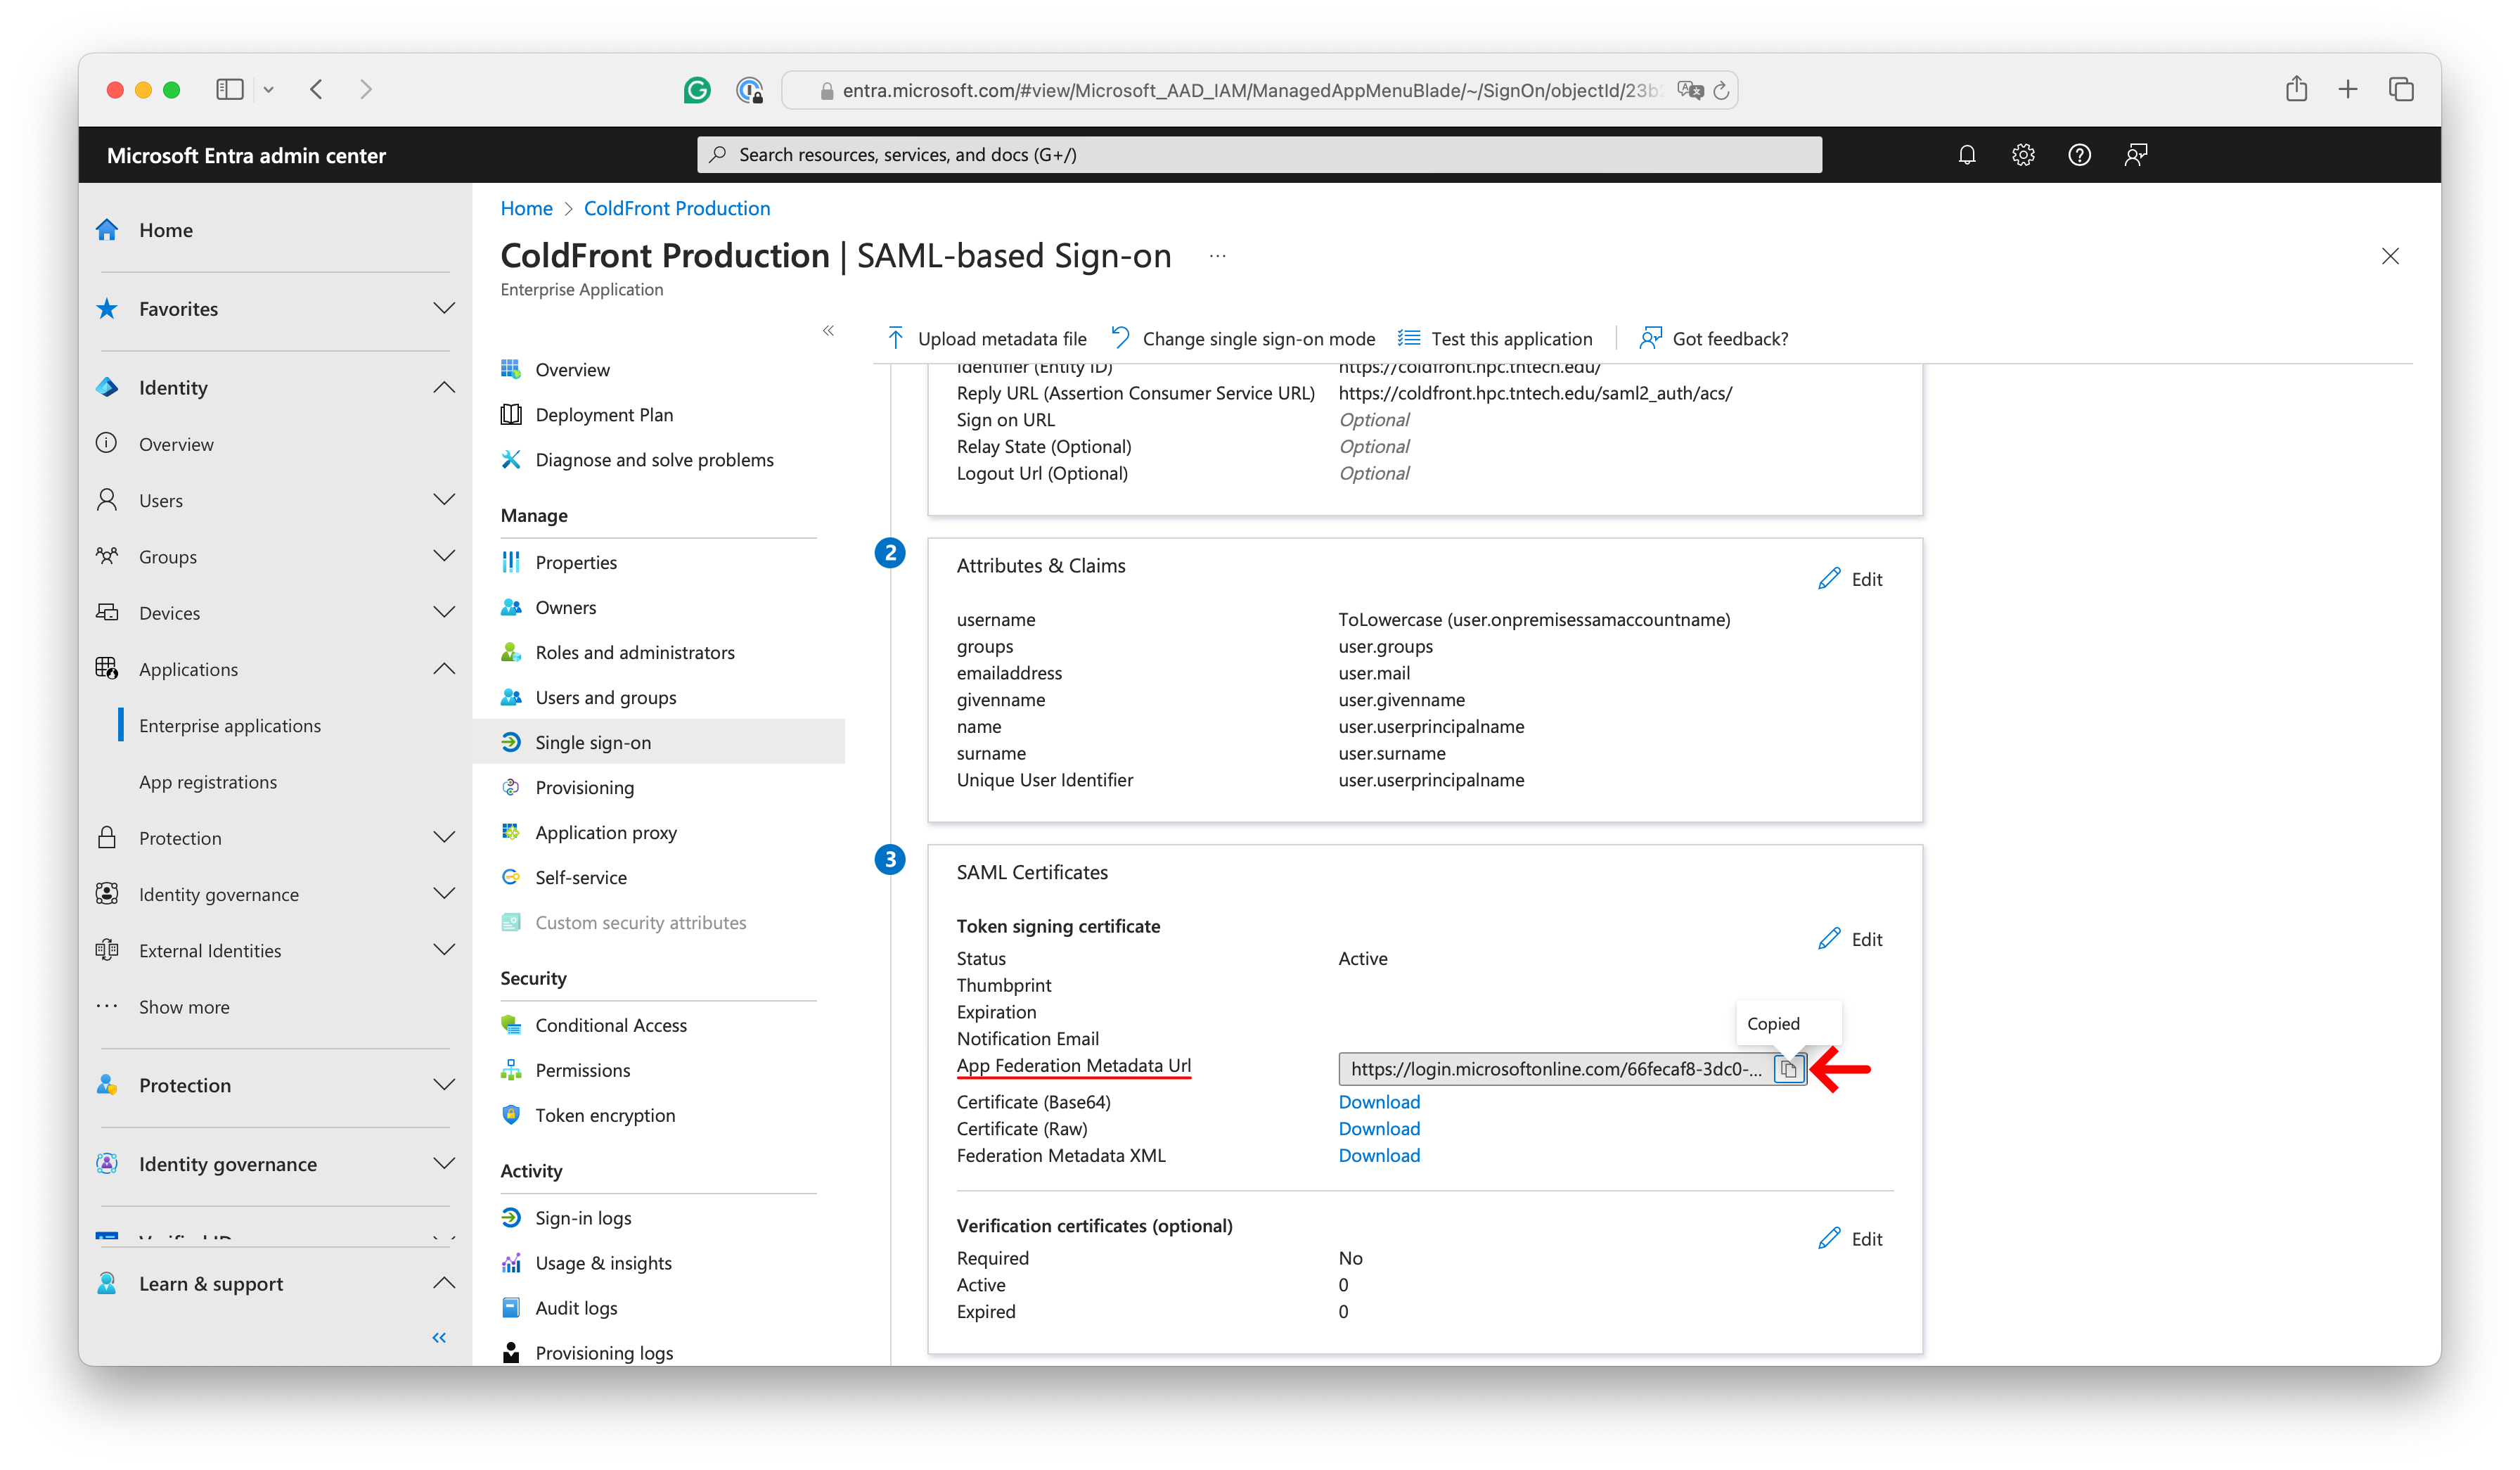 entra.microsoft.com/#view/Microsoft_AAD_IAM/ManagedAppMenuBlade/~/SignOn/objectId/23b
Microsoft Entra admin center
Search resources, services, and docs (G+/)
Home
Favorites
Identity
Overview
Users
Groups
Devices
Applications
Enterprise applications
App registrations
Protection
Identity governance
External Identities
Show more
Protection
Identity governance
Verified ID
Learn & support
Home > ColdFront Production
ColdFront Production | SAML-based Sign-on ...
Enterprise Application
Overview
Deployment Plan
Diagnose and solve problems
Manage
Properties
Owners
Roles and administrators
Users and groups
Single sign-on
Provisioning
Application proxy
Self-service
Custom security attributes
Security
Conditional Access
Permissions
Token encryption
Activity
Sign-in logs
Usage & insights
Audit logs
Provisioning logs
Upload metadata file Change single sign-on mode Test this application Got feedback?
Identifier (Entity ID) https://coldfront.hpc.tntech.edu/
Reply URL (Assertion Consumer Service URL) https://coldfront.hpc.tntech.edu/saml2_auth/acs/
Sign on URL Optional
Relay State (Optional) Optional
Logout Url (Optional) Optional
2
Attributes & Claims
Edit
username ToLowercase (user.onpremisessamaccountname)
groups user.groups
emailaddress user.mail
givenname user.givenname
name user.userprincipalname
surname user.surname
Unique User Identifier user.userprincipalname
3
SAML Certificates
Token signing certificate
Edit
Status Active
Thumbprint
Expiration
Notification Email
Copied
App Federation Metadata Url https://login.microsoftonline.com/66fecaf8-3dc0-...
Certificate (Base64) Download
Certificate (Raw) Download
Federation Metadata XML Download
Verification certificates (optional)
Edit
Required No
Active 0
Expired 0